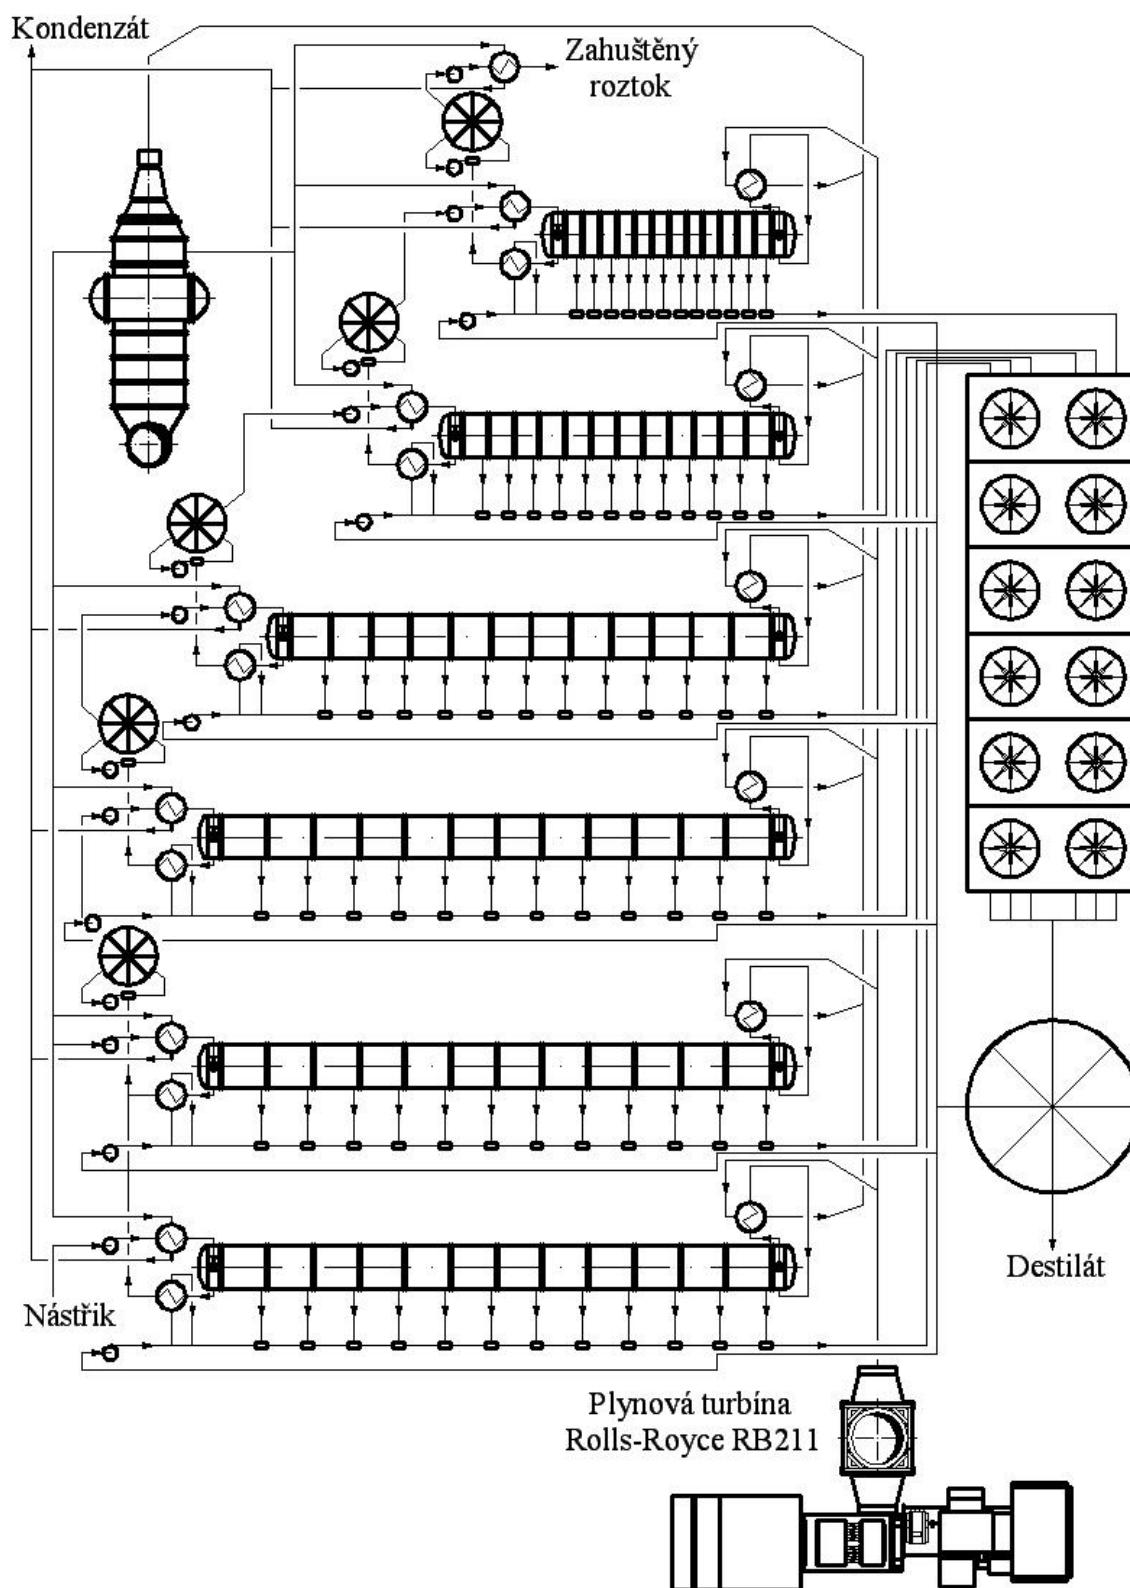 Kondenzát
Zahuštěný
roztok
Destilát
Nástřik
Plynová turbína
Rolls-Royce RB211